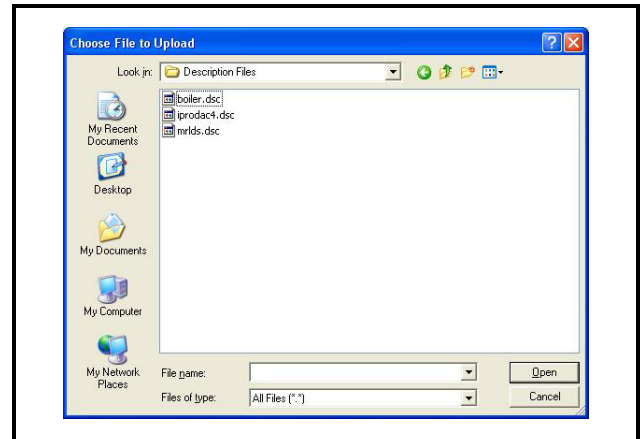 Choose File to Upload
Look in: Description Files
boiler.dsc
iprodac4.dsc
mrlds.dsc
My Recent
Documents
Desktop
My Documents
My Computer
My Network
Places
File name:
Open
Files of type: All Files (*.*)
Cancel